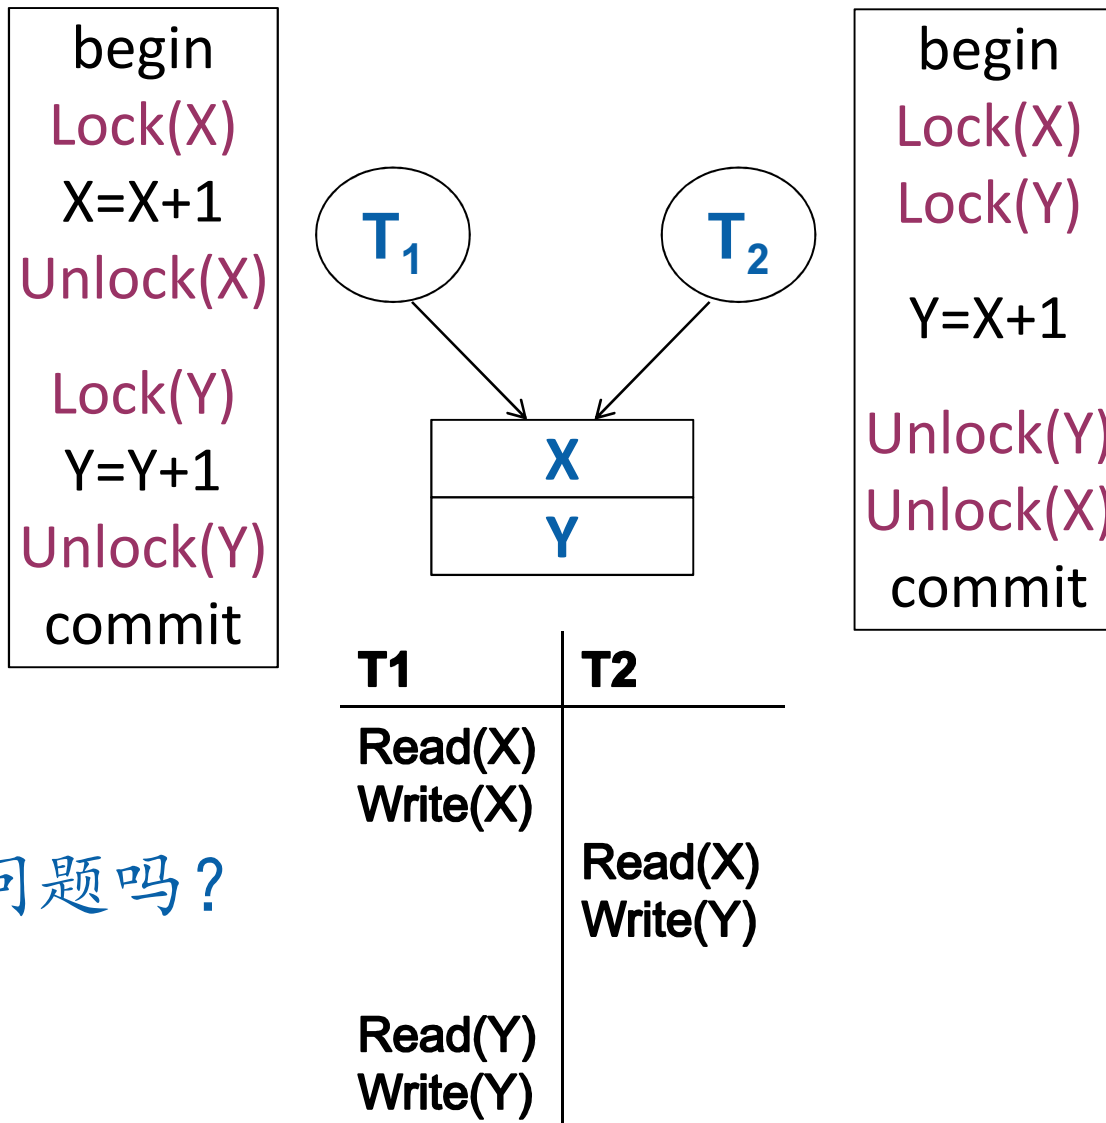 begin
Lock(X)
X=X+1
Unlock(X)
Lock(Y)
Y=Y+1
Unlock(Y)
commit
T1
T2
X
Y
begin
Lock(X)
Lock(Y)
Y=X+1
Unlock(Y)
Unlock(X)
commit
T1 T2
Read(X)
Write(X)
Read(X)
Write(Y)
Read(Y)
Write(Y)
问题吗？